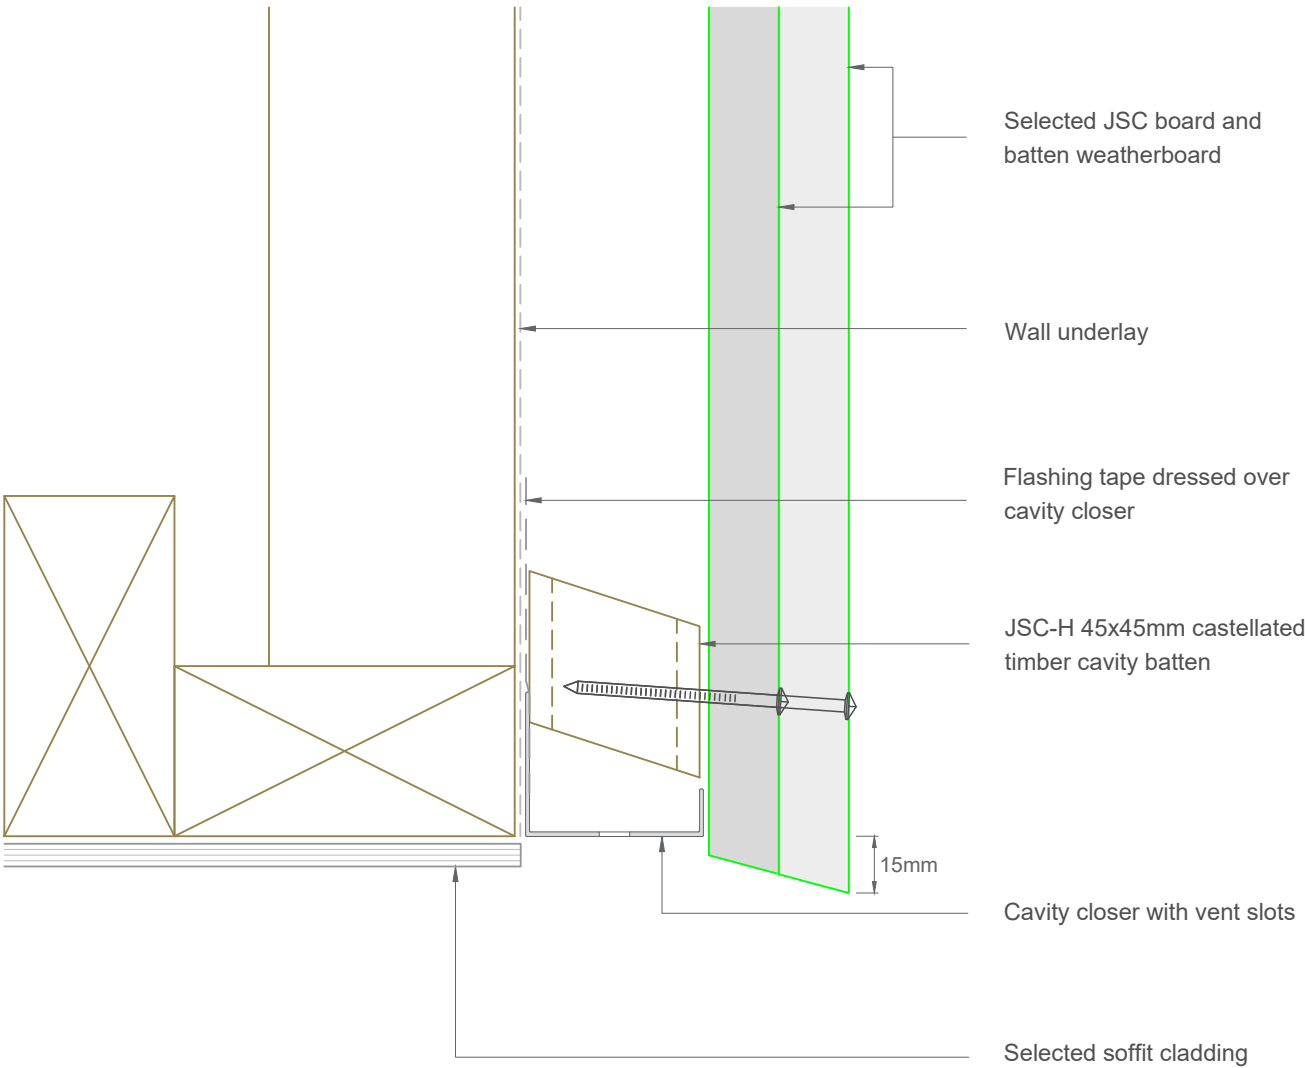 Selected JSC board and
batten weatherboard
Wall underlay
Flashing tape dressed over
cavity closer
JSC-H 45x45mm castellated
timber cavity batten
15mm
Cavity closer with vent slots
Selected soffit cladding